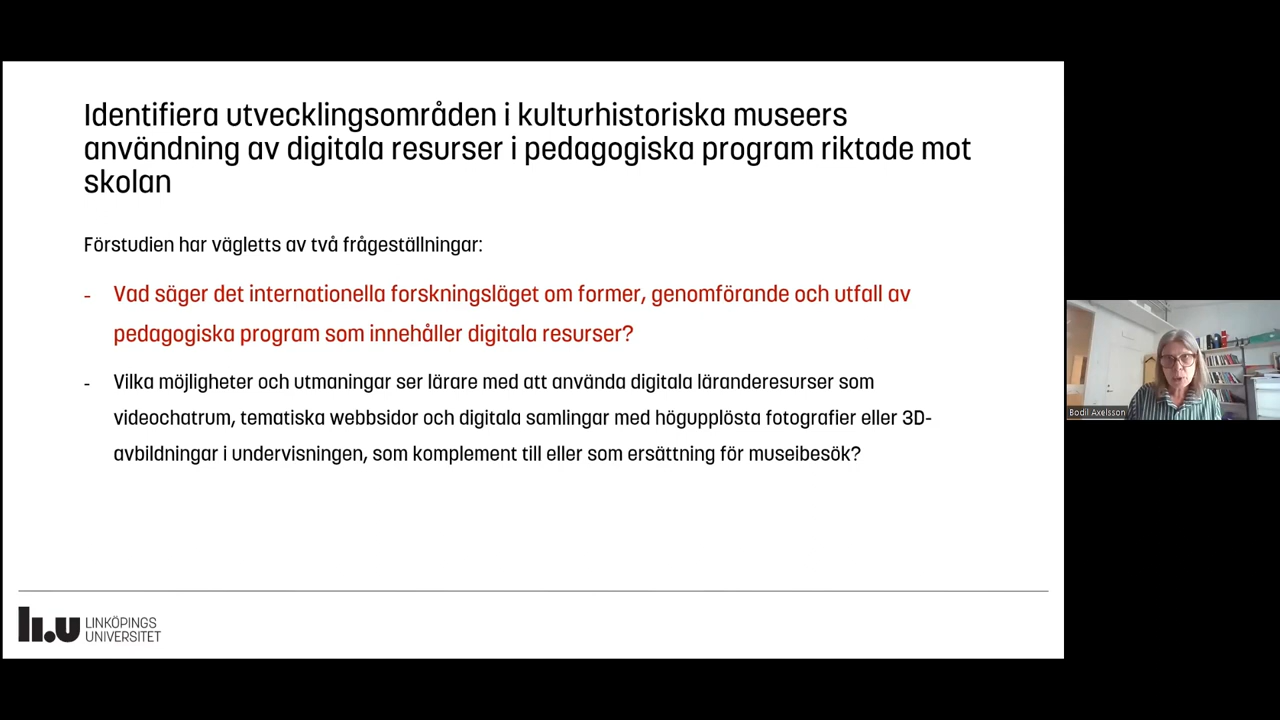 Identifiera utvecklingsområden i kulturhistoriska museers
användning av digitala resurser i pedagogiska program riktade mot
skolan
Förstudien har vägletts av två frågeställningar:
- Vad säger det internationella forskningsläget om former, genomförande och utfall av
pedagogiska program som innehåller digitala resurser?
- Vilka möjligheter och utmaningar ser lärare med att använda digitala läranderesurser som
videochatrum, tematiska webbsidor och digitala samlingar med högupplösta fotografier eller 3D-
avbildningar i undervisningen, som komplement till eller som ersättning för museibesök?
Bodil Axelsson
li.u LINKÖPINGS
UNIVERSITET